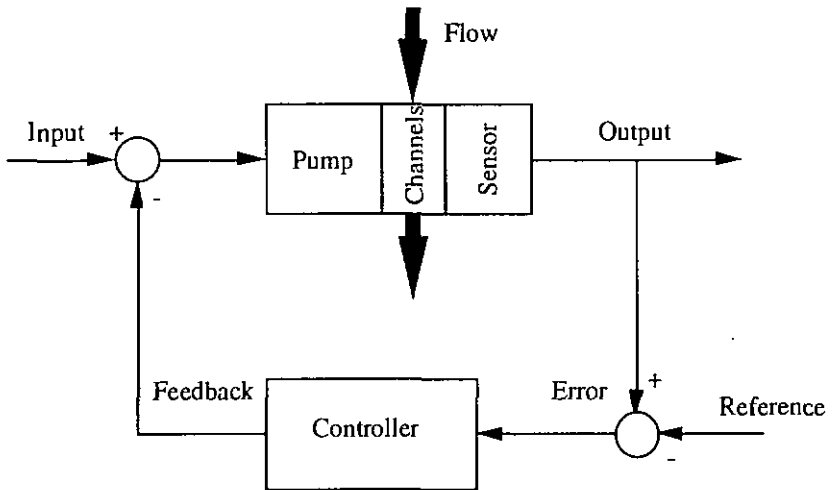 Flow
Input
+
-
Pump
Channels
Sensor
Output
Feedback
Controller
Error
+
-
Reference